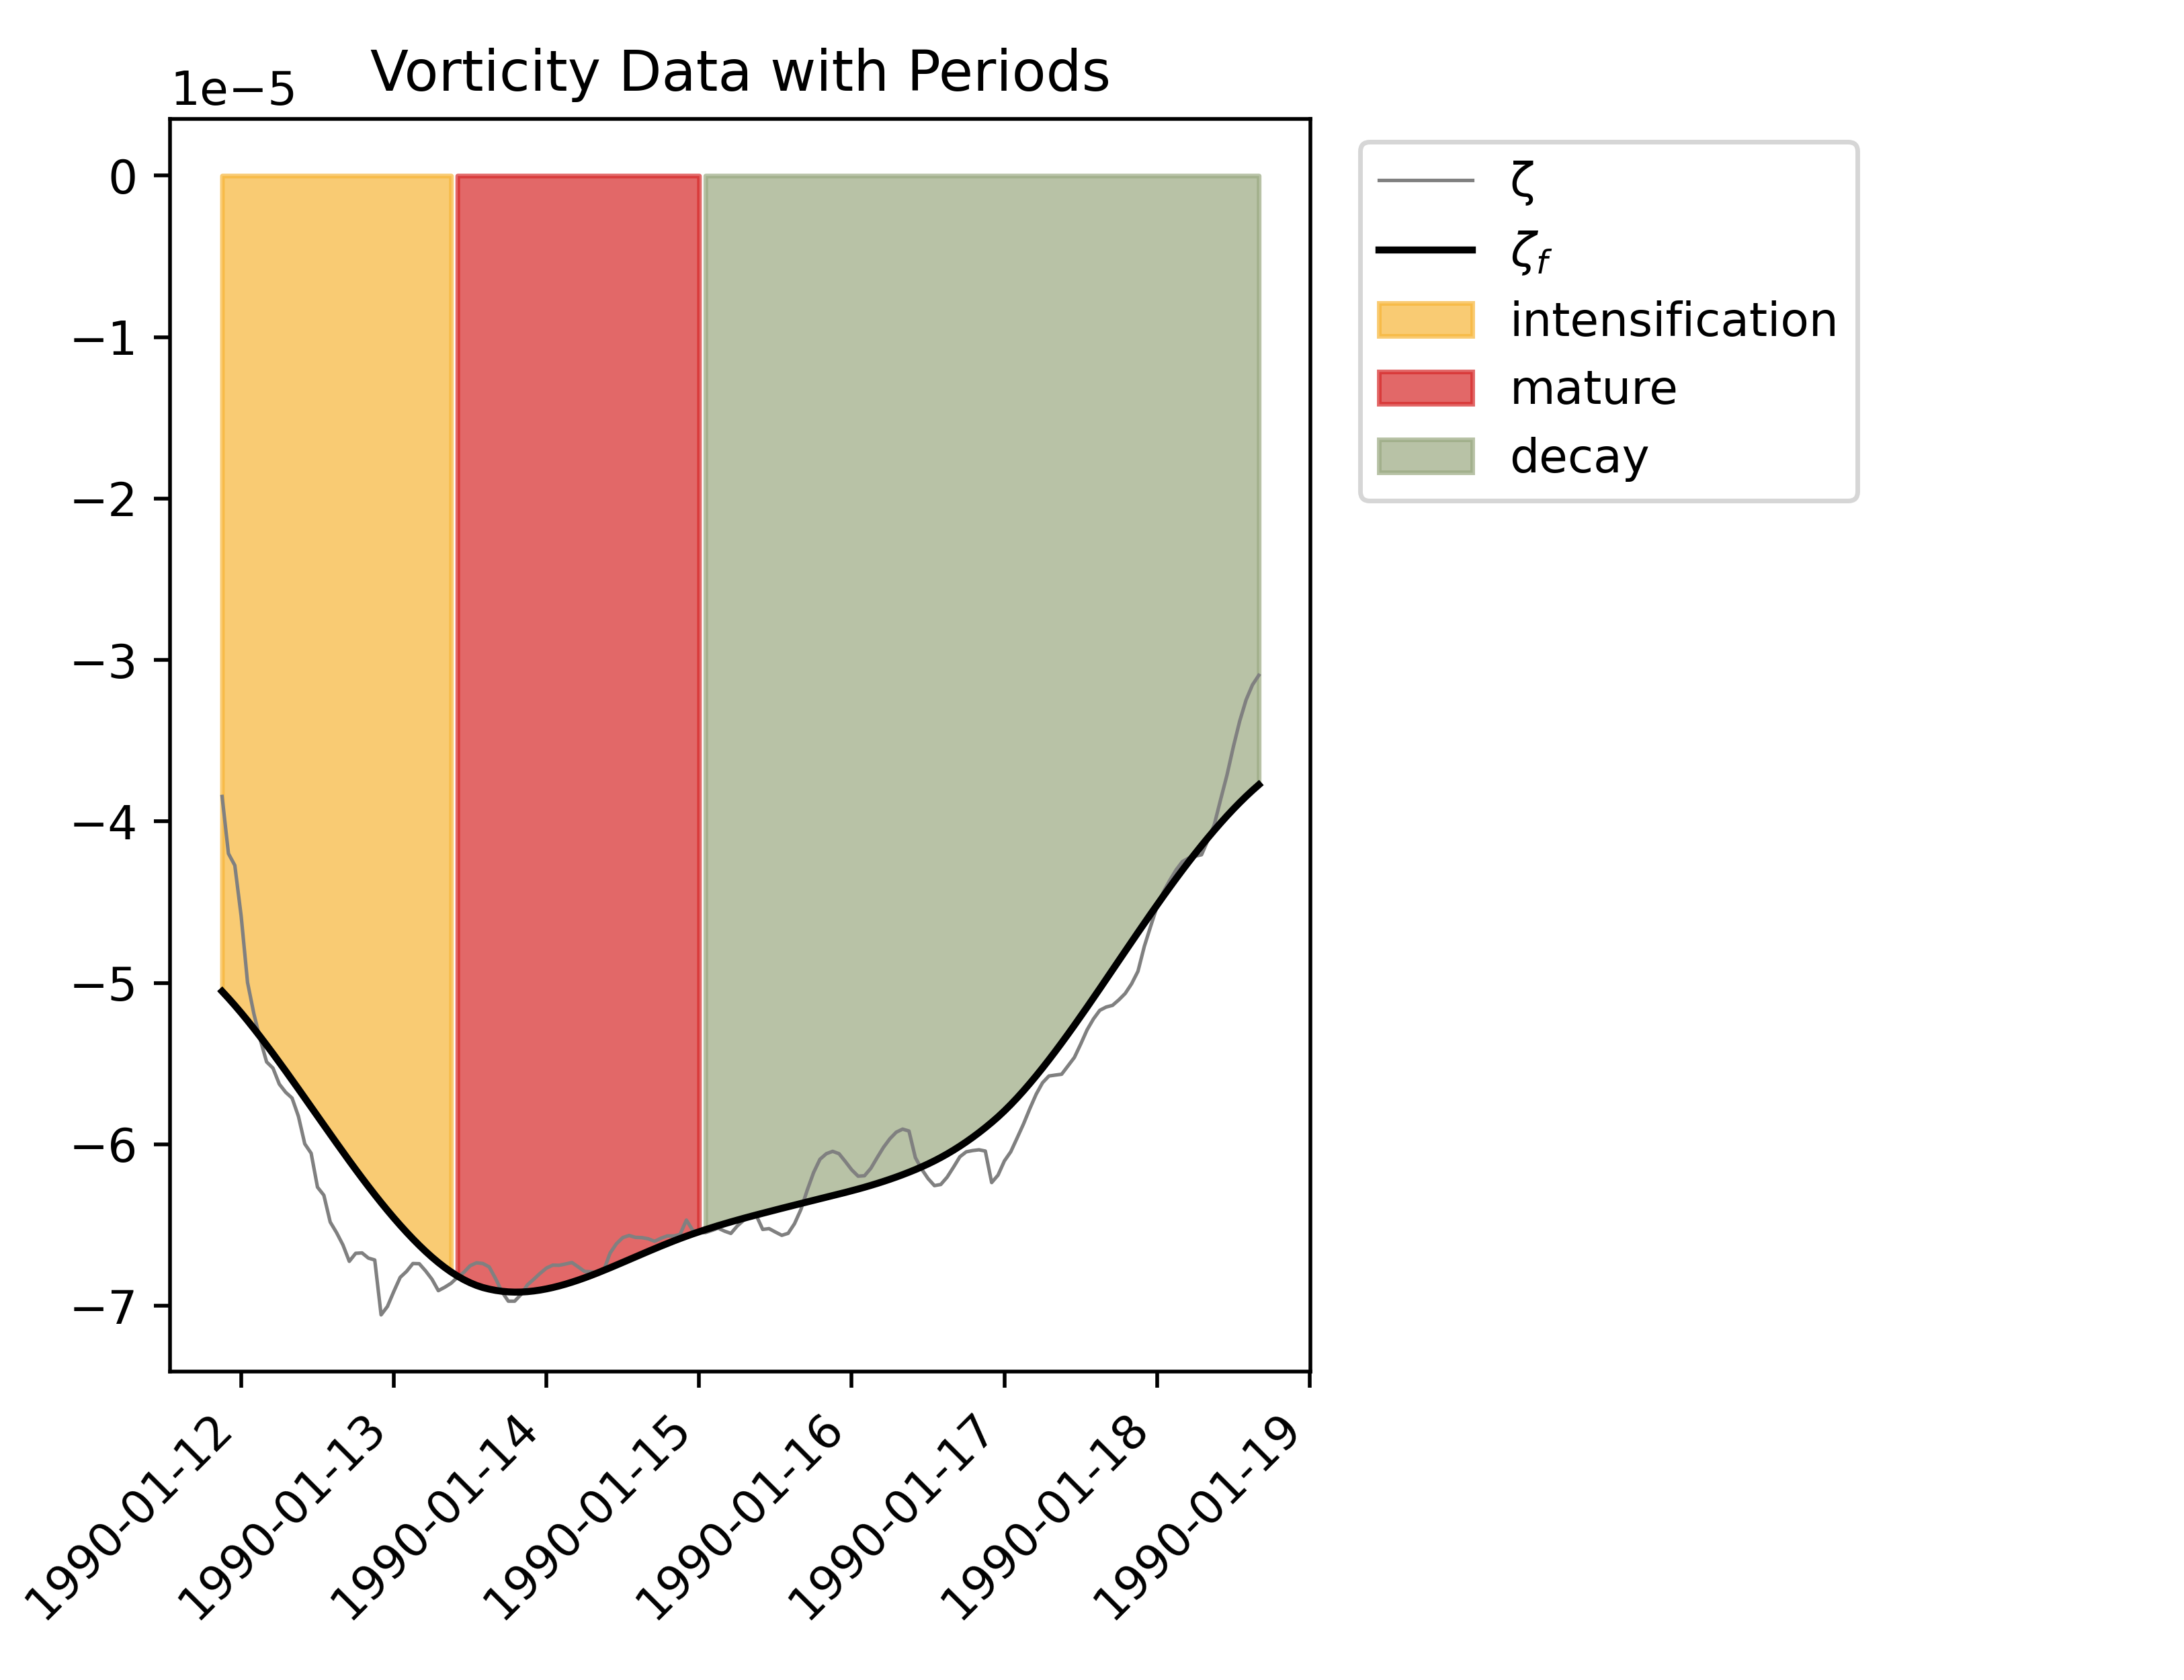 Vorticity Data with Periods
1e−5
0
−1
−2
−3
−4
−5
−6
−7
1990-01-12
1990-01-13
1990-01-14
1990-01-15
1990-01-16
1990-01-17
1990-01-18
1990-01-19
ζ
ζf
intensification
mature
decay